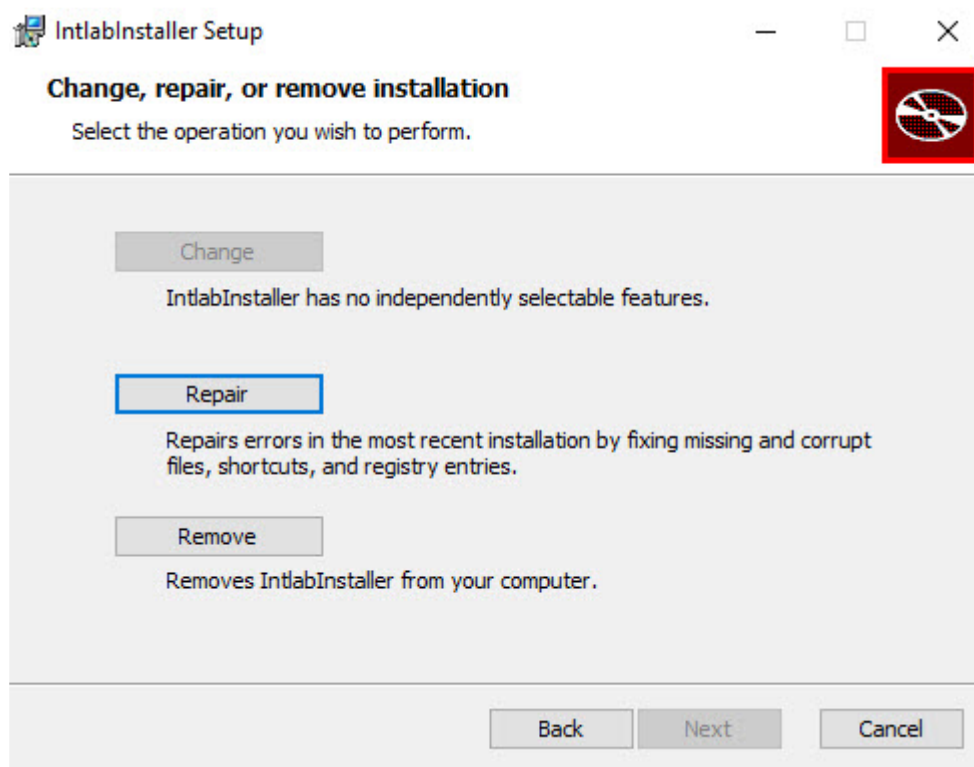 IntlabInstaller Setup
Change, repair, or remove installation
Select the operation you wish to perform.
Change
IntlabInstaller has no independently selectable features.
Repair
Repairs errors in the most recent installation by fixing missing and corrupt
files, shortcuts, and registry entries.
Remove
Removes IntlabInstaller from your computer.
Back Next Cancel